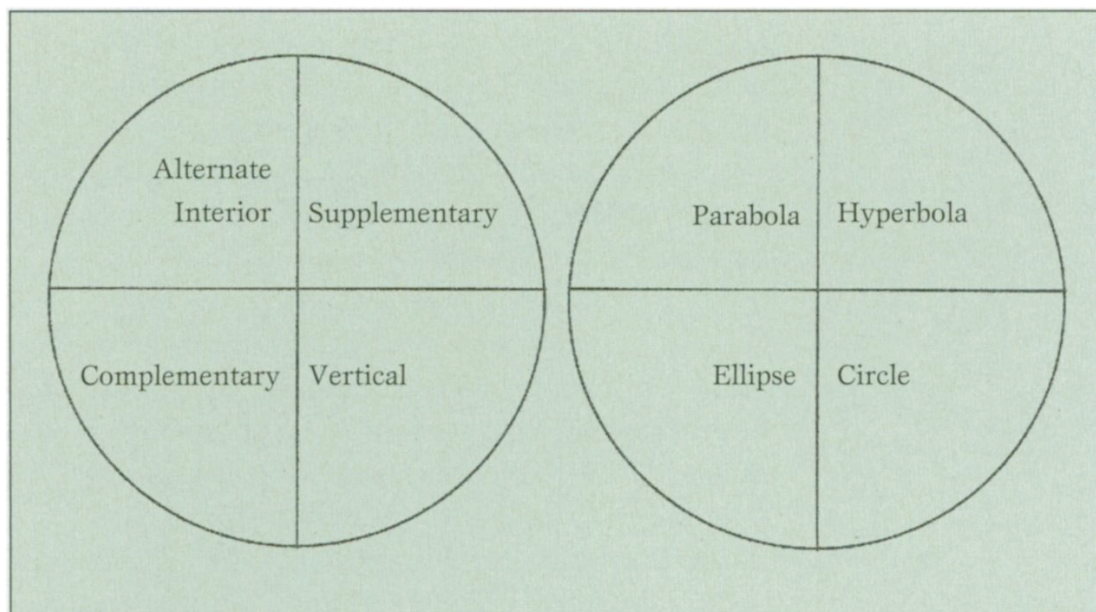 Alternate
Interior
Supplementary
Complementary
Vertical
Parabola
Hyperbola
Ellipse
Circle